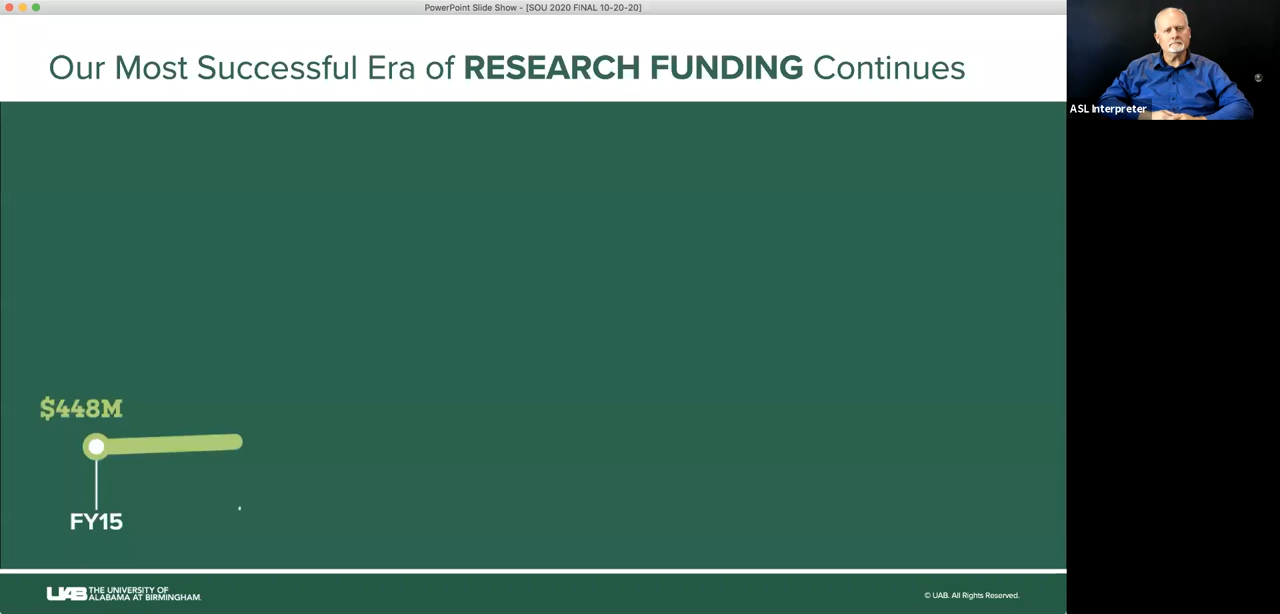 PowerPoint Slide Show - [SOU 2020 FINAL 10-20-20]
Our Most Successful Era of RESEARCH FUNDING Continues
ASL Interpreter
$448M
FY15
UAB THE UNIVERSITY OF
ALABAMA AT BIRMINGHAM.
© UAB. All Rights Reserved.